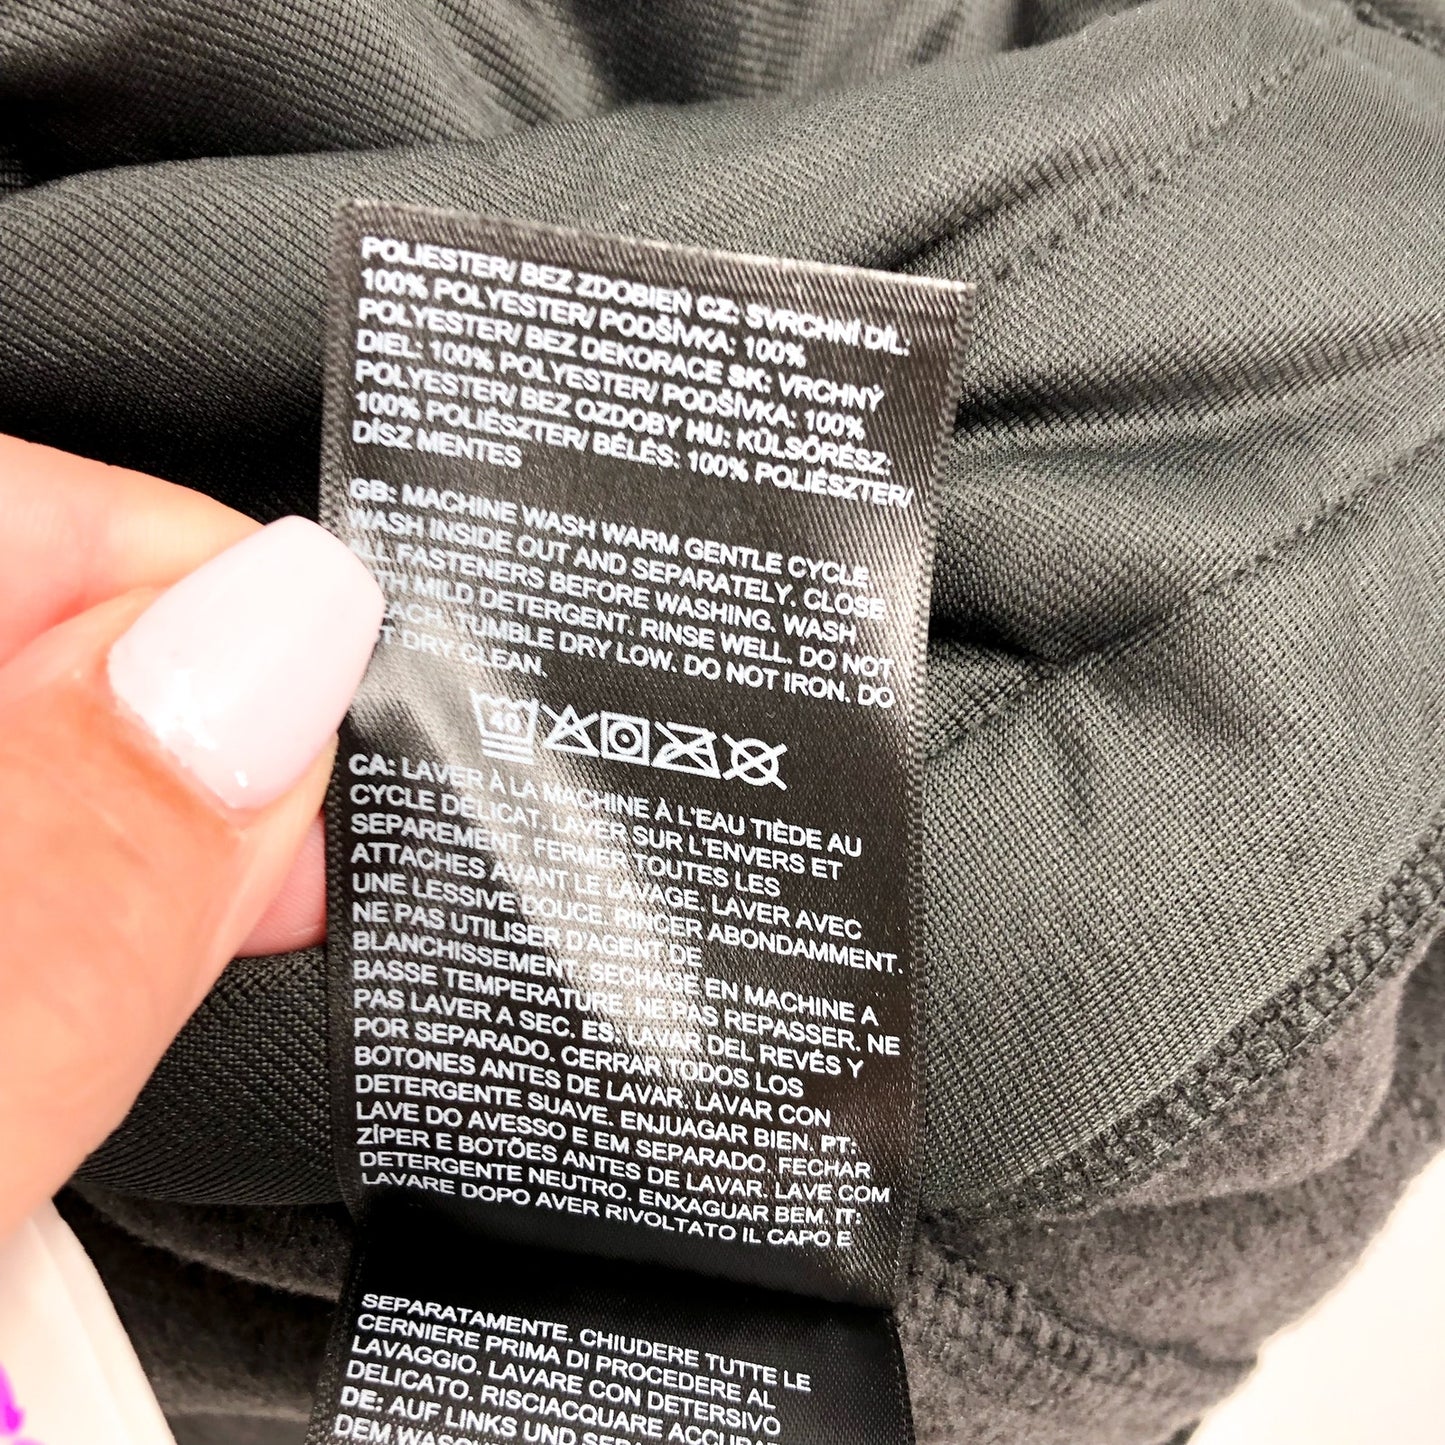 POLIESTER/ BEZ ZDOBIEŃ CZ: SVRCHNÍ DÍL:
100% POLYESTER/ PODŠÍVKA: 100%
POLYESTER/ BEZ DEKORACE SK: VRCHNÝ
DIEL: 100% POLYESTER/ PODŠÍVKA: 100%
POLYESTER/ BEZ OZDOBY HU: KÜLSŐRÉSZ:
100% POLIÉSZTER/ BÉLÉS: 100% POLIÉSZTER/
DÍSZ MENTES
GB: MACHINE WASH WARM GENTLE CYCLE
WASH INSIDE OUT AND SEPARATELY. CLOSE
FASTENERS BEFORE WASHING. WASH
MILD DETERGENT. RINSE WELL. DO NOT
TUMBLE DRY LOW. DO NOT IRON. DO
DRY CLEAN.
40
CA: LAVER À LA MACHINE À L'EAU TIÈDE AU
CYCLE DÉLICAT. LAVER SUR L'ENVERS ET
SÉPAREMENT. FERMER TOUTES LES
ATTACHES AVANT LE LAVAGE. LAVER AVEC
UNE LESSIVE DOUCE. RINCER ABONDAMMENT.
NE PAS UTILISER D'AGENT DE
BLANCHISSEMENT. SÉCHAGE EN MACHINE A
BASSE TEMPERATURE. NE PAS REPASSER. NE
PAS LAVER A SEC. ES: LAVAR DEL REVÉS Y
POR SEPARADO. CERRAR TODOS LOS
BOTONES ANTES DE LAVAR. LAVAR CON
DETERGENTE SUAVE. ENJUAGAR BIEN. PT:
LAVE DO AVESSO E EM SEPARADO. FECHAR
ZÍPER E BOTÕES ANTES DE LAVAR. LAVE COM
DETERGENTE NEUTRO. ENXAGUAR BEM. IT:
LAVARE DOPO AVER RIVOLTATO IL CAPO E
SEPARATAMENTE. CHIUDERE TUTTE LE
CERNIERE PRIMA DI PROCEDERE AL
LAVAGGIO. LAVARE CON DETERSIVO
DELICATO. RISCIACQUARE
DE: AUF LINKS UND
DEM